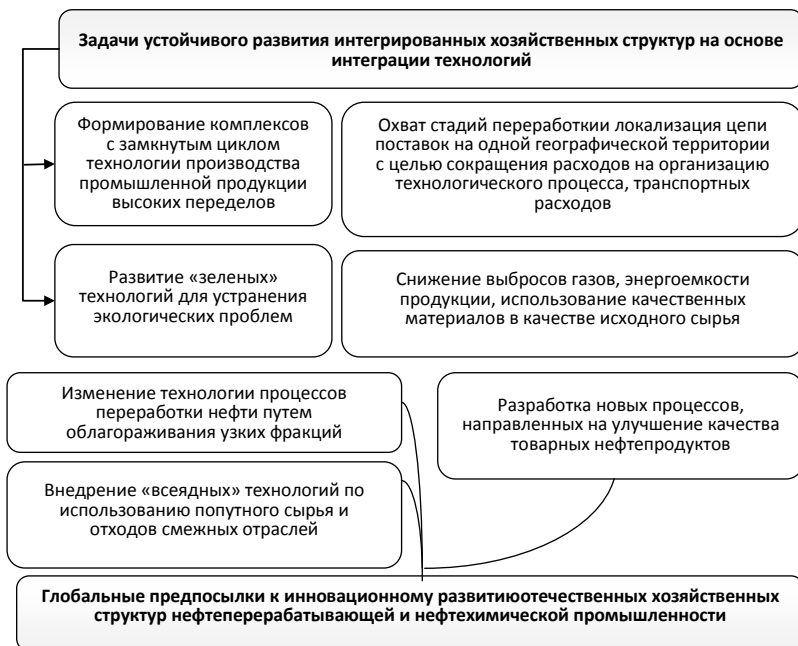 Задачи устойчивого развития интегрированных хозяйственных структур на основе
интеграции технологий
Формирование комплексов
с замкнутым циклом
технологии производства
промышленной продукции
высоких переделов
Охват стадий переработкии локализация цепи
поставок на одной географической территории
с целью сокращения расходов на организацию
технологического процесса, транспортных
расходов
Развитие «зеленых»
технологий для устранения
экологических проблем
Снижение выбросов газов, энергоемкости
продукции, использование качественных
материалов в качестве исходного сырья
Изменение технологии процессов
переработки нефти путем
облагораживания узких фракций
Разработка новых процессов,
направленных на улучшение качества
товарных нефтепродуктов
Внедрение «всеядных» технологий по
использованию попутного сырья и
отходов смежных отраслей
Глобальные предпосылки к инновационному развитиюотечественных хозяйственных
структур нефтеперерабатывающей и нефтехимической промышленности